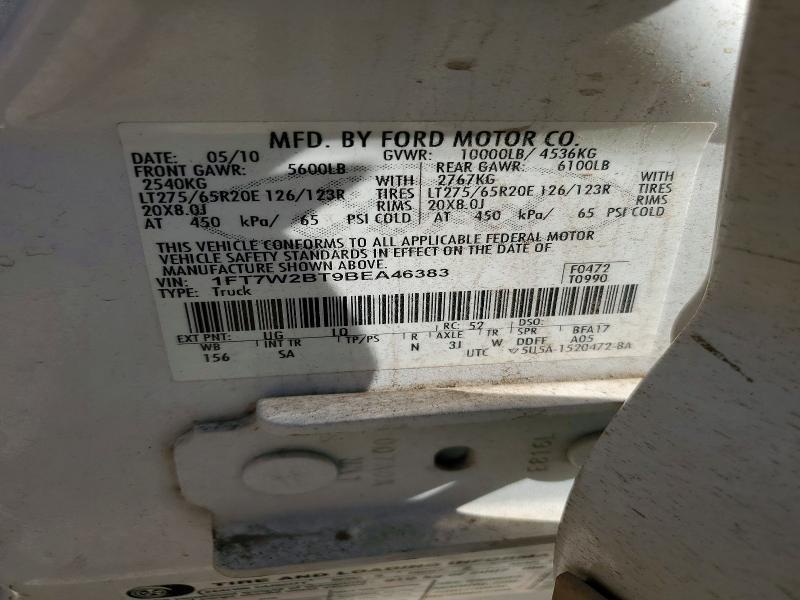 MFD. BY FORD MOTOR CO.
DATE: 05/10 GVWR: 10000LB/ 4536KG
FRONT GAWR: 5600LB REAR GAWR: 6100LB
2540KG WITH 2767KG WITH
LT275/65R20E 126/123R TIRES LT275/65R20E 126/123R TIRES
20X8.0J RIMS 20X8.0J RIMS
AT 450 kPa/ 65 PSI COLD AT 450 kPa/ 65 PSI COLD
THIS VEHICLE CONFORMS TO ALL APPLICABLE FEDERAL MOTOR
VEHICLE SAFETY STANDARDS IN EFFECT ON THE DATE OF
MANUFACTURE SHOWN ABOVE.
VIN: 1FT7W2BT9BEA46383 F0472
TYPE: Truck T0990
EXT PNT: UG RC: 52 DSO:
WB INT TR TP/PS R AXLE TR SPR BFA17
156 SA N 3J W DDFF A05
UTC 5U5A-1520472-BA
TIRE AND LOADING